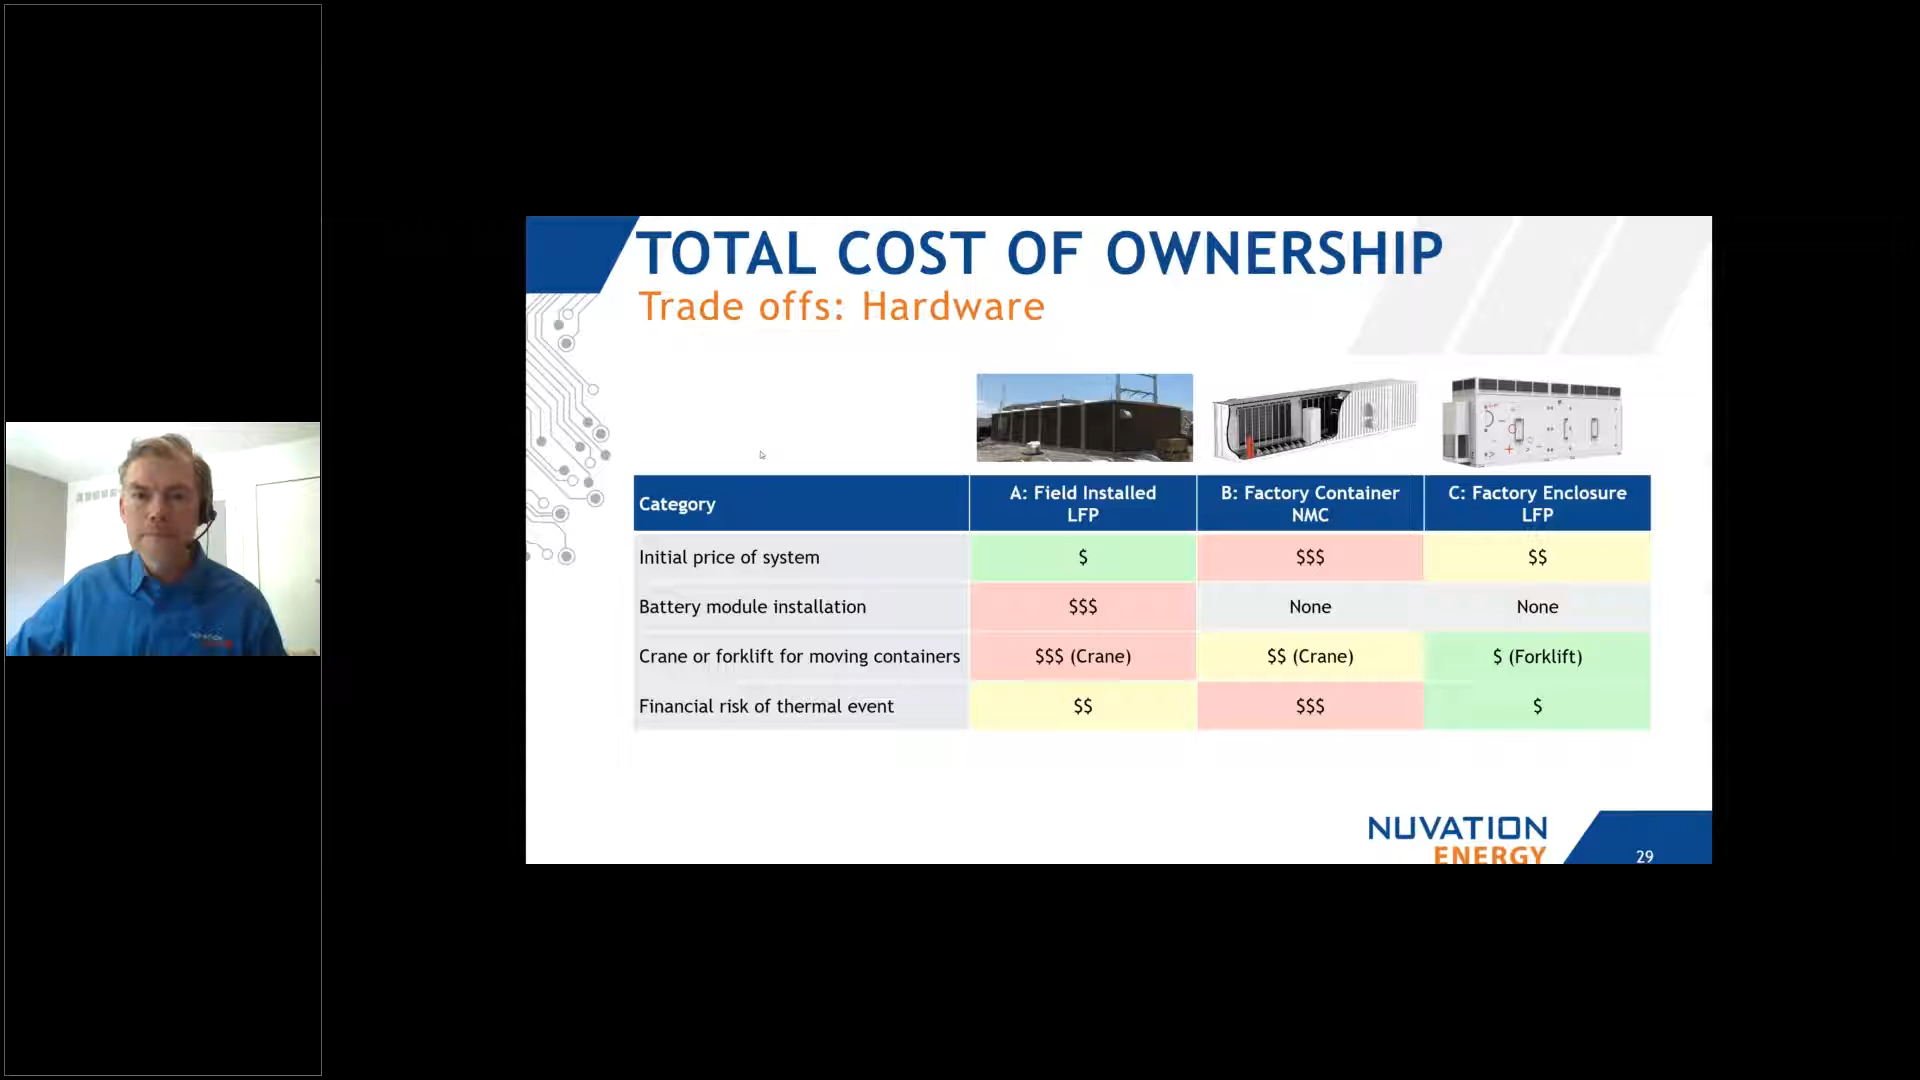 TOTAL COST OF OWNERSHIP
Trade offs: Hardware
Category
A: Field Installed
LFP
B: Factory Container
NMC
C: Factory Enclosure
LFP
Initial price of system
$
$$$
$$
Battery module installation
$$$
None
None
Crane or forklift for moving containers
$$$ (Crane)
$$ (Crane)
$ (Forklift)
Financial risk of thermal event
$$
$$$
$
NUVATION
ENERGY
29